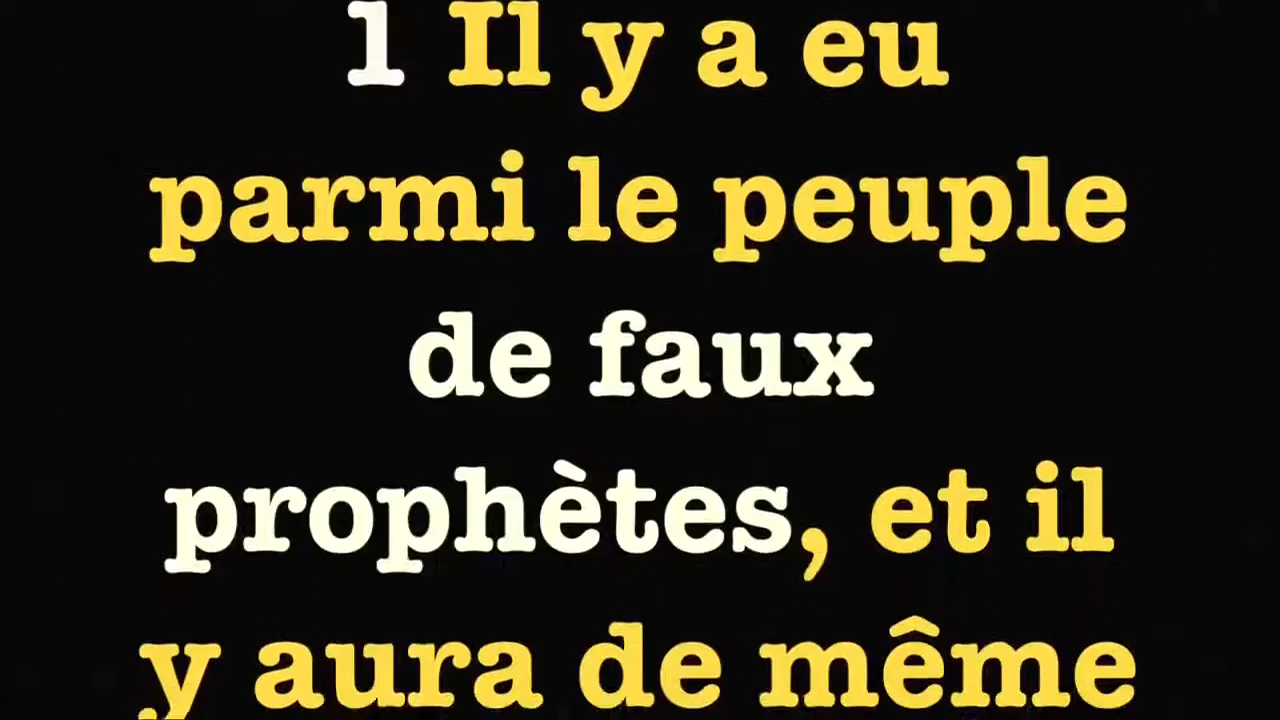 1 Il y a eu
parmi le peuple
de faux
prophètes, et il
y aura de même